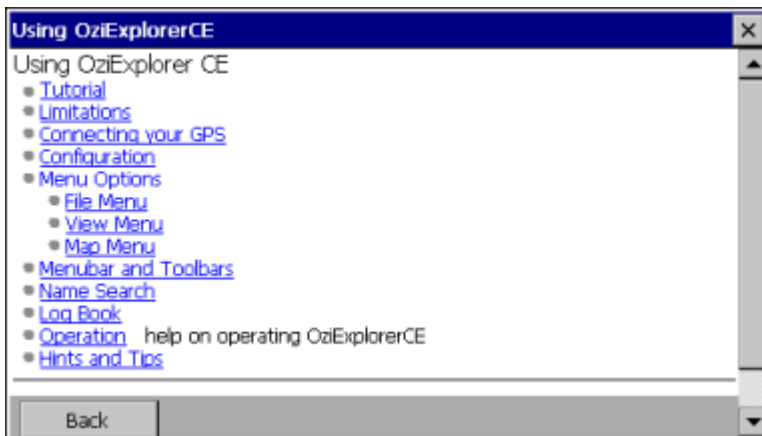 Using OziExplorerCE
Using OziExplorer CE
Tutorial
Limitations
Connecting your GPS
Configuration
Menu Options
File Menu
View Menu
Map Menu
Menubar and Toolbars
Name Search
Log Book
Operation help on operating OziExplorerCE
Hints and Tips
Back